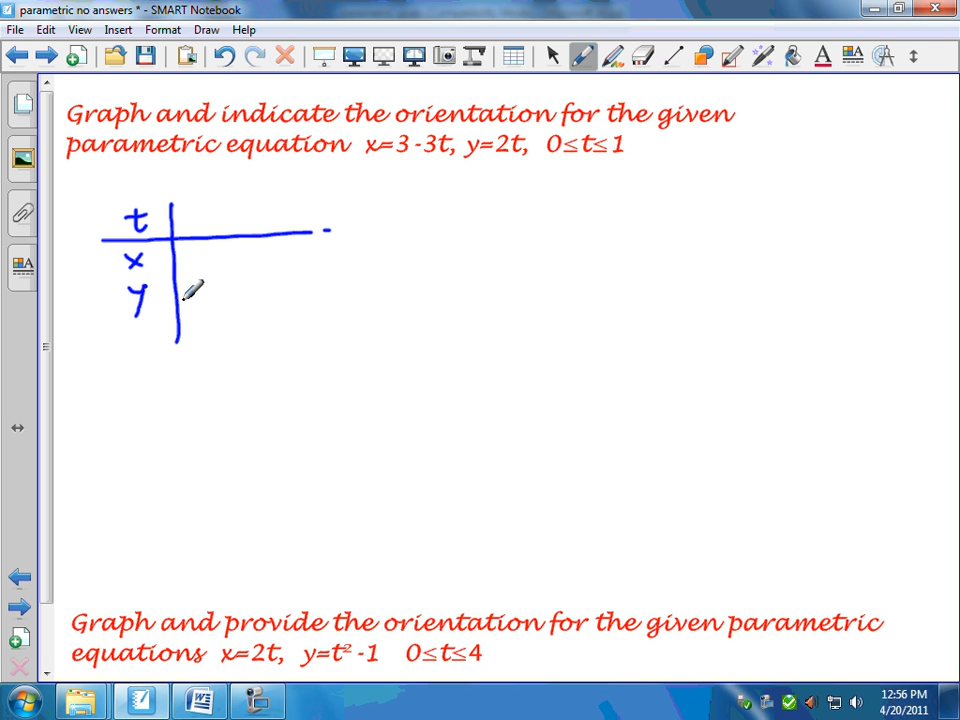 parametric no answers * - SMART Notebook
File Edit View Insert Format Draw Help
Graph and indicate the orientation for the given
parametric equation x=3-3t, y=2t, 0≤t≤1
t
x
y
Graph and provide the orientation for the given parametric
equations x=2t, y=t²-1 0≤t≤4
12:56 PM
4/20/2011